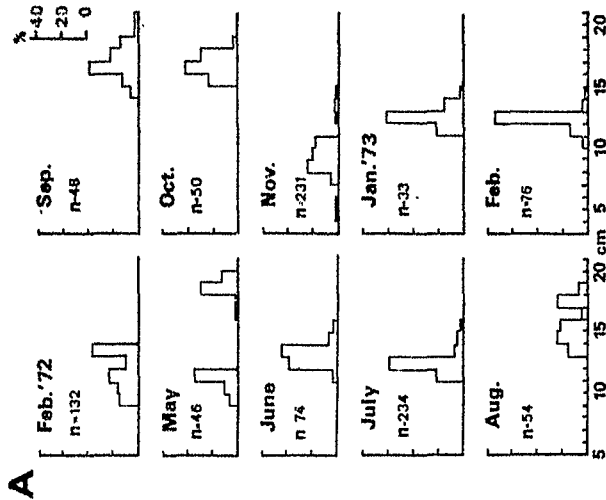 A
Feb.'72
n=132
May
n=46
June
n 74
July
n=234
Aug.
n=54
5 10 15 20 cm
Sep.
n=48
%
40
20
0
Oct.
n=50
Nov.
n=231
Jan.'73
n=33
Feb.
n=76
5 10 15 20